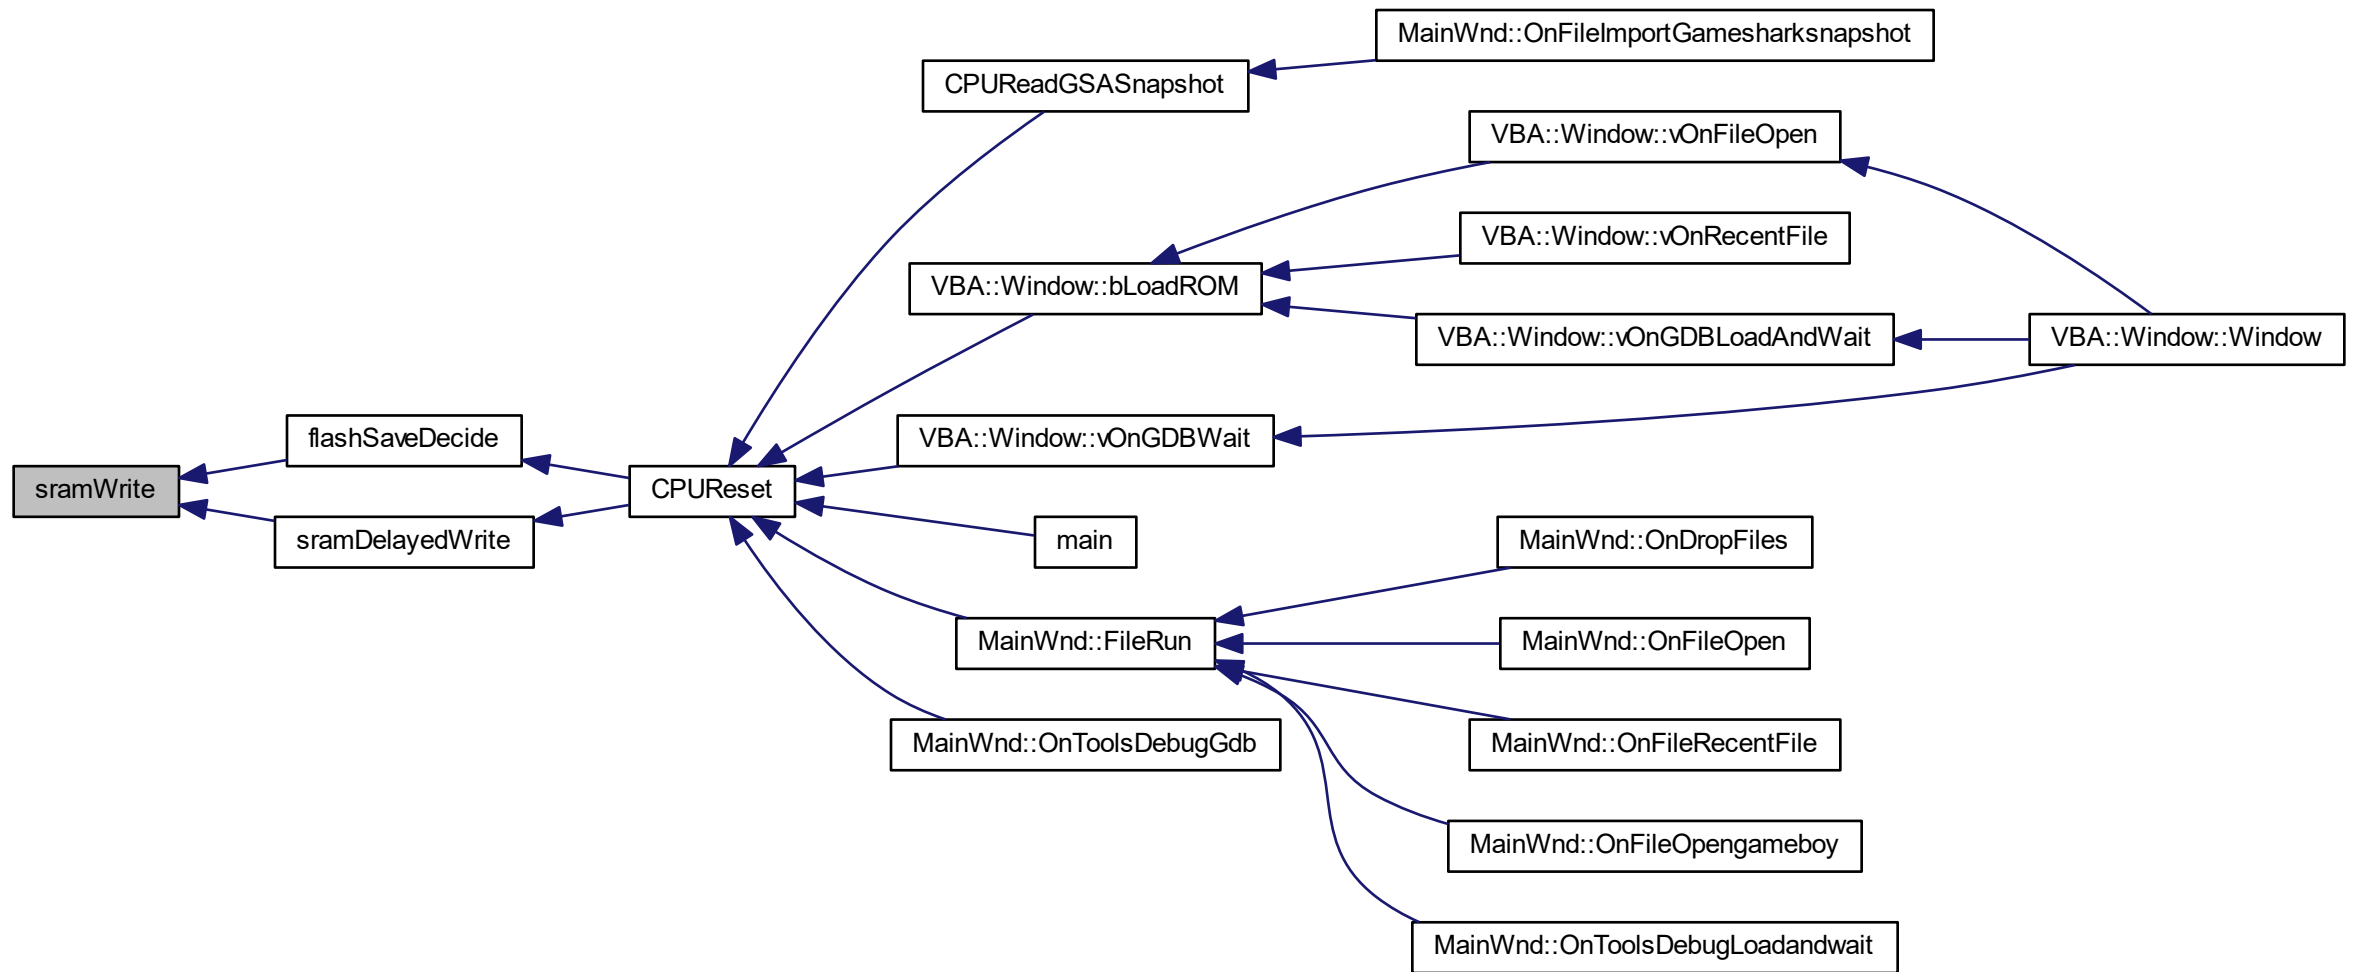 MainWnd::OnFileImportGamesharksnapshot
CPUReadGSASnapshot
VBA::Window::vOnFileOpen
VBA::Window::vOnRecentFile
VBA::Window::bLoadROM
VBA::Window::vOnGDBLoadAndWait
VBA::Window::Window
flashSaveDecide
VBA::Window::vOnGDBWait
sramWrite
CPUReset
sramDelayedWrite
main
MainWnd::OnDropFiles
MainWnd::FileRun
MainWnd::OnFileOpen
MainWnd::OnToolsDebugGdb
MainWnd::OnFileRecentFile
MainWnd::OnFileOpengameboy
MainWnd::OnToolsDebugLoadandwait